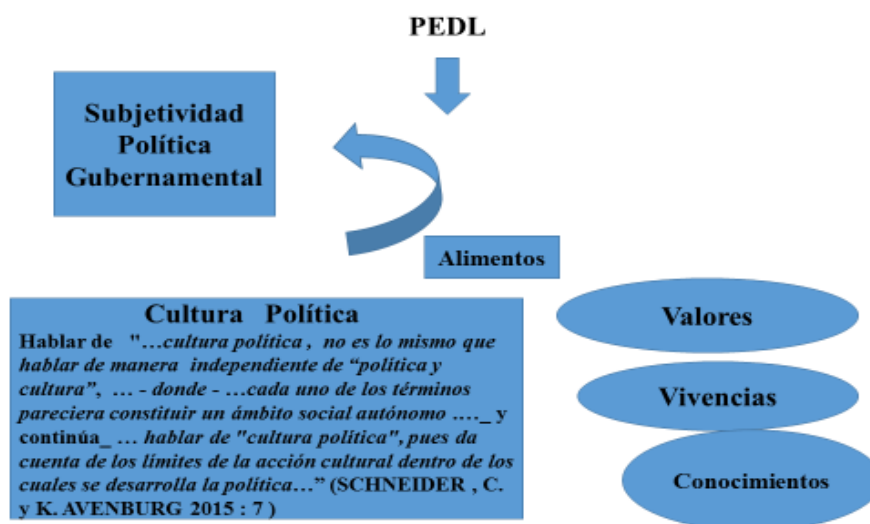 PEDL
Subjetividad
Política
Gubernamental
Alimentos
Cultura Política
Hablar de "…cultura política , no es lo mismo que
hablar de manera independiente de “política y
cultura”, … - donde - …cada uno de los términos
pareciera constituir un ámbito social autónomo …._ y
continúa_ … hablar de "cultura política", pues da
cuenta de los límites de la acción cultural dentro de los
cuales se desarrolla la política…” (SCHNEIDER , C.
y K. AVENBURG 2015 : 7 )
Valores
Vivencias
Conocimientos